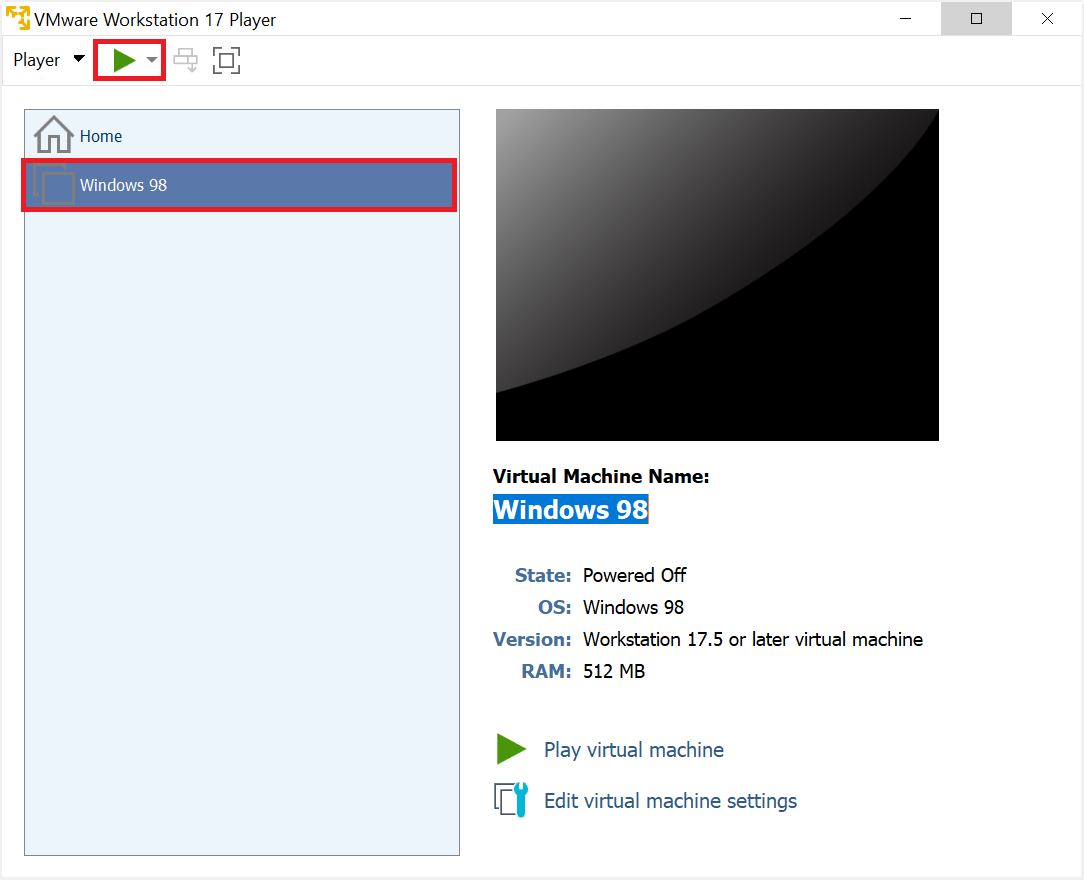 VMware Workstation 17 Player
Player
Home
Windows 98
Virtual Machine Name:
Windows 98
State: Powered Off
OS: Windows 98
Version: Workstation 17.5 or later virtual machine
RAM: 512 MB
Play virtual machine
Edit virtual machine settings